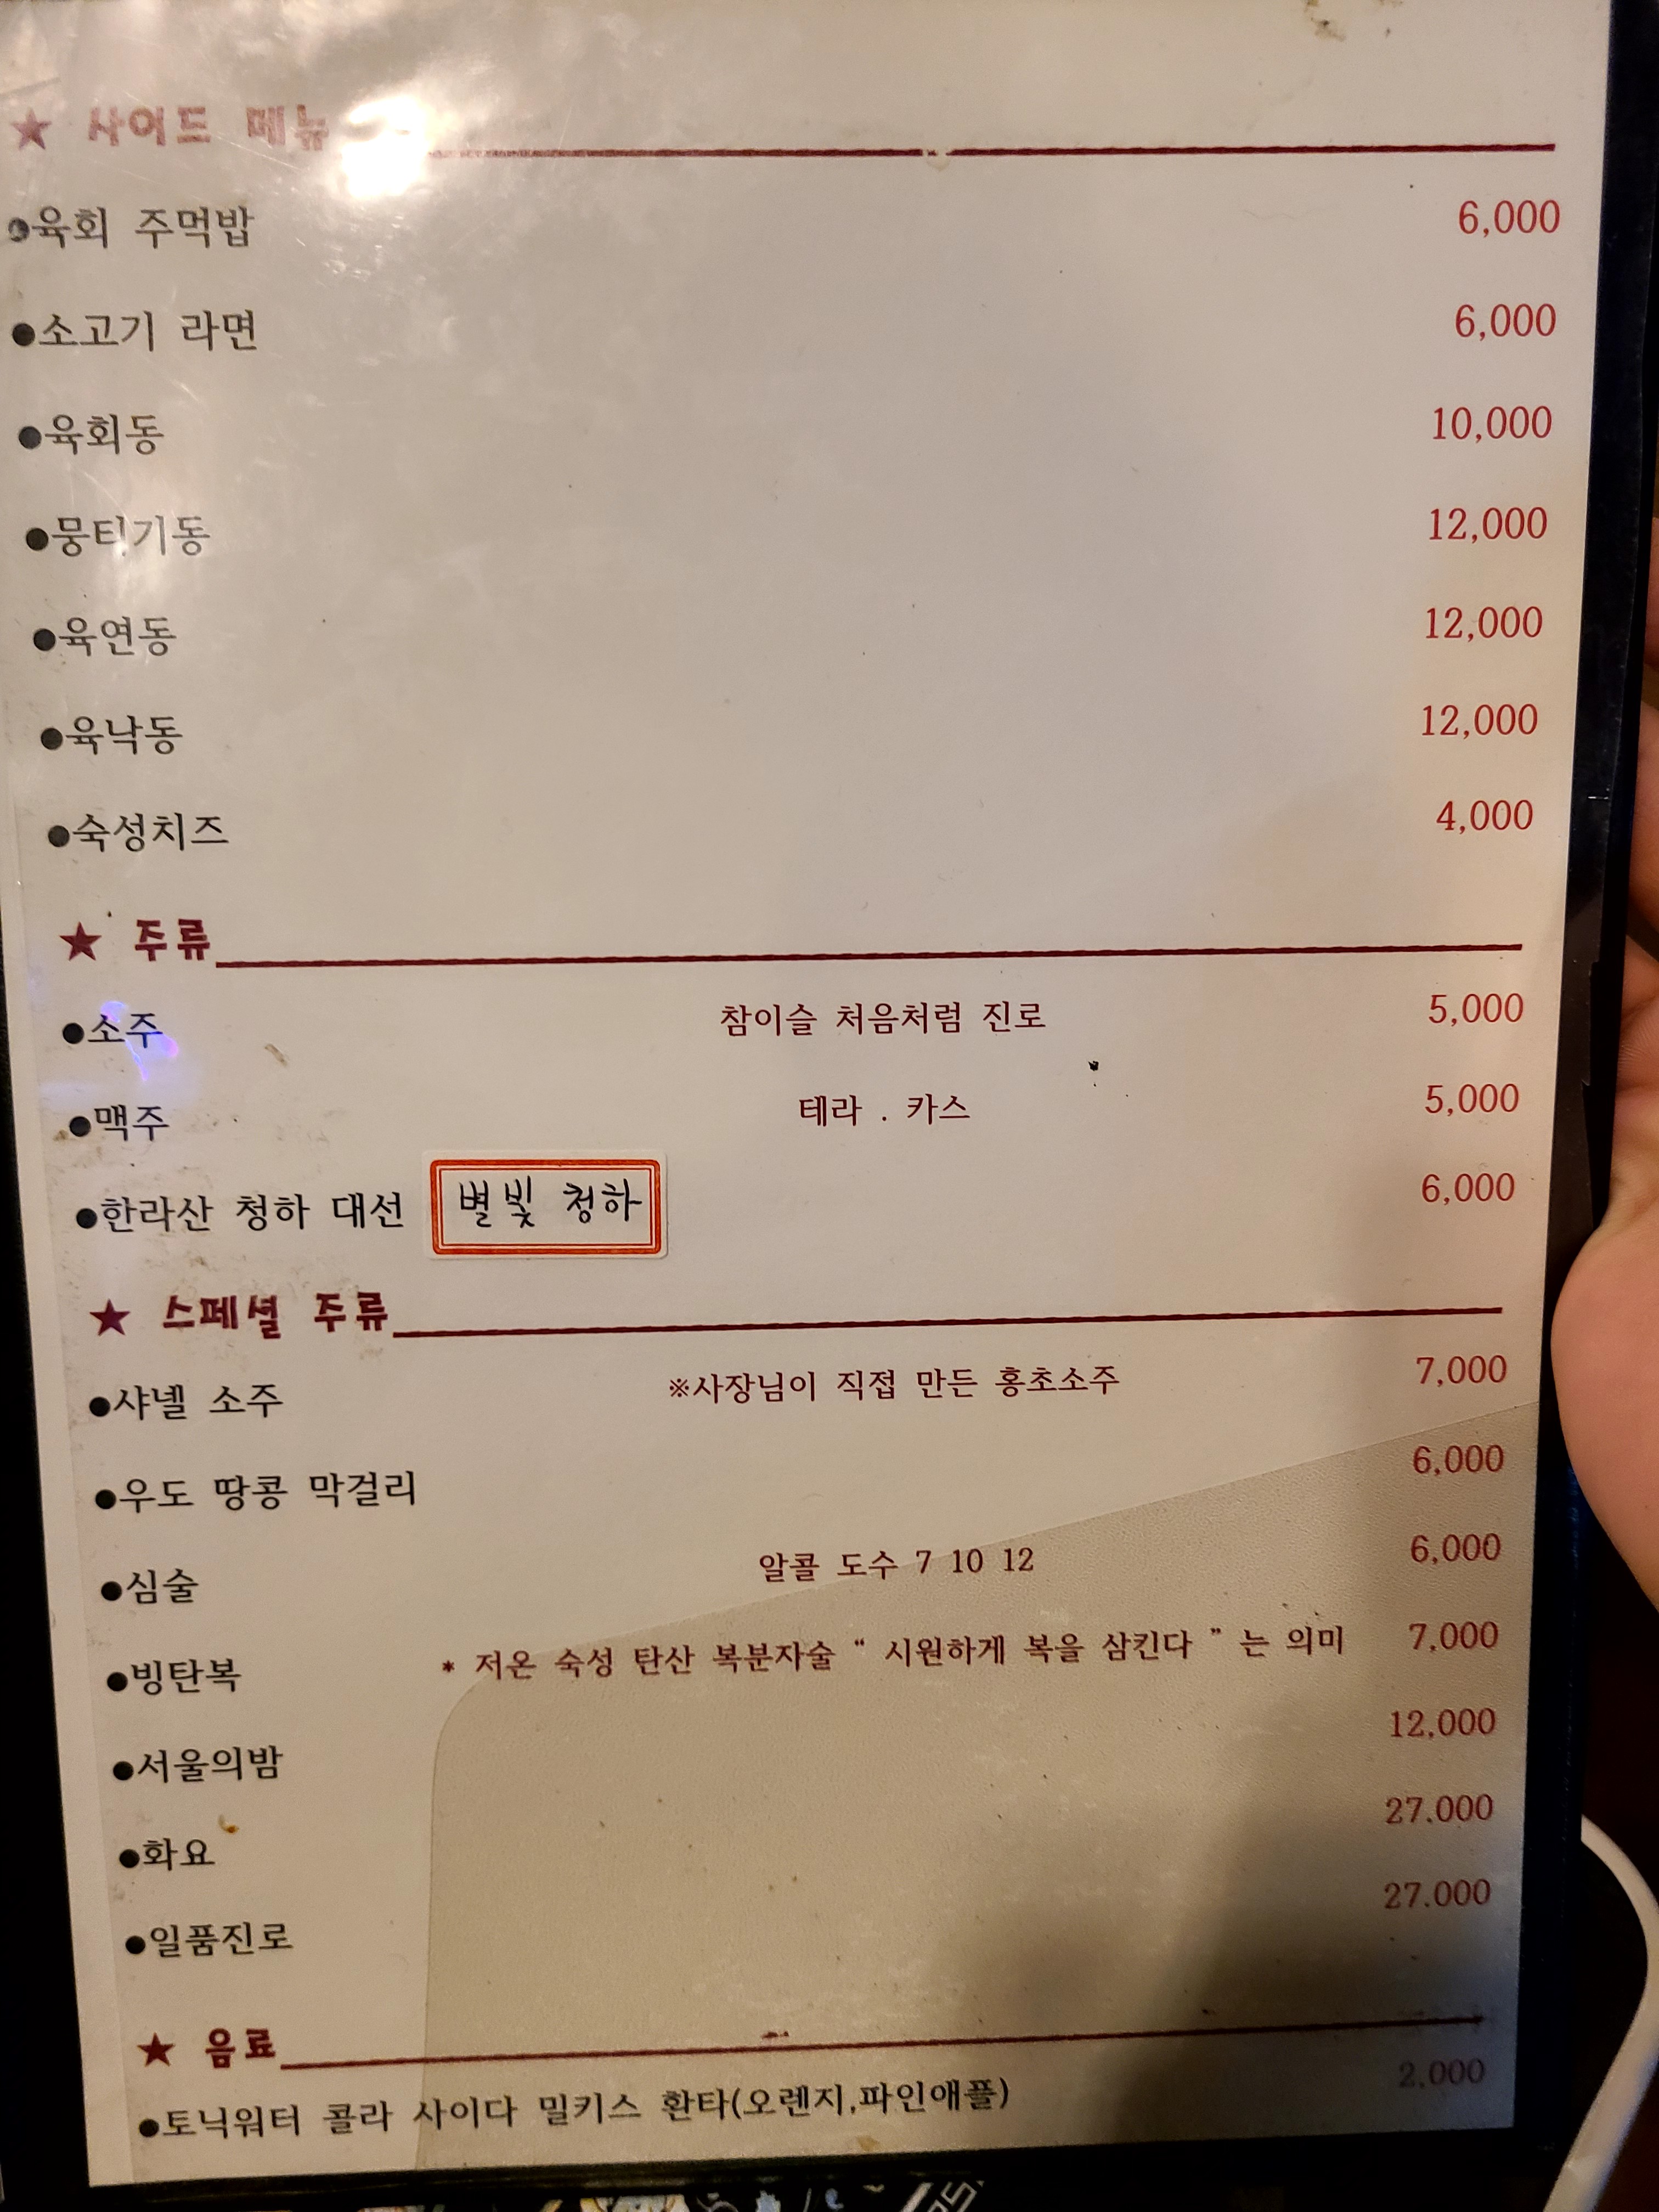 ★ 사이드 메뉴
●육회 주먹밥 6,000
●소고기 라면 6,000
●육회동 10,000
●뭉티기동 12,000
●육연동 12,000
●육낙동 12,000
●숙성치즈 4,000
★ 주류
●소주 참이슬 처음처럼 진로 5,000
●맥주 테라 . 카스 5,000
●한라산 청하 대선 별빛 청하 6,000
★ 스페셜 주류
●샤넬 소주 ※사장님이 직접 만든 홍초소주 7,000
●우도 땅콩 막걸리 6,000
●심술 알콜 도수 7 10 12 6,000
●빙탄복 * 저온 숙성 탄산 복분자술 “ 시원하게 복을 삼킨다 ” 는 의미 7,000
●서울의밤 12,000
●화요 27.000
●일품진로 27.000
★ 음료
●토닉워터 콜라 사이다 밀키스 환타(오렌지,파인애플) 2,000